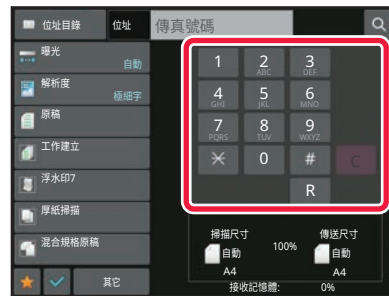 位址目錄
位址
傳真號碼
曝光
自動
解析度
極細字
原稿
工作建立
浮水印7
厚紙掃描
混合規格原稿
其它
1
2
ABC
3
DEF
4
GHI
5
JKL
6
MNO
7
PQRS
8
TUV
9
WXYZ
0
#
C
R
掃描尺寸
傳送尺寸
自動
100%
自動
A4
A4
接收記憶體:
0%